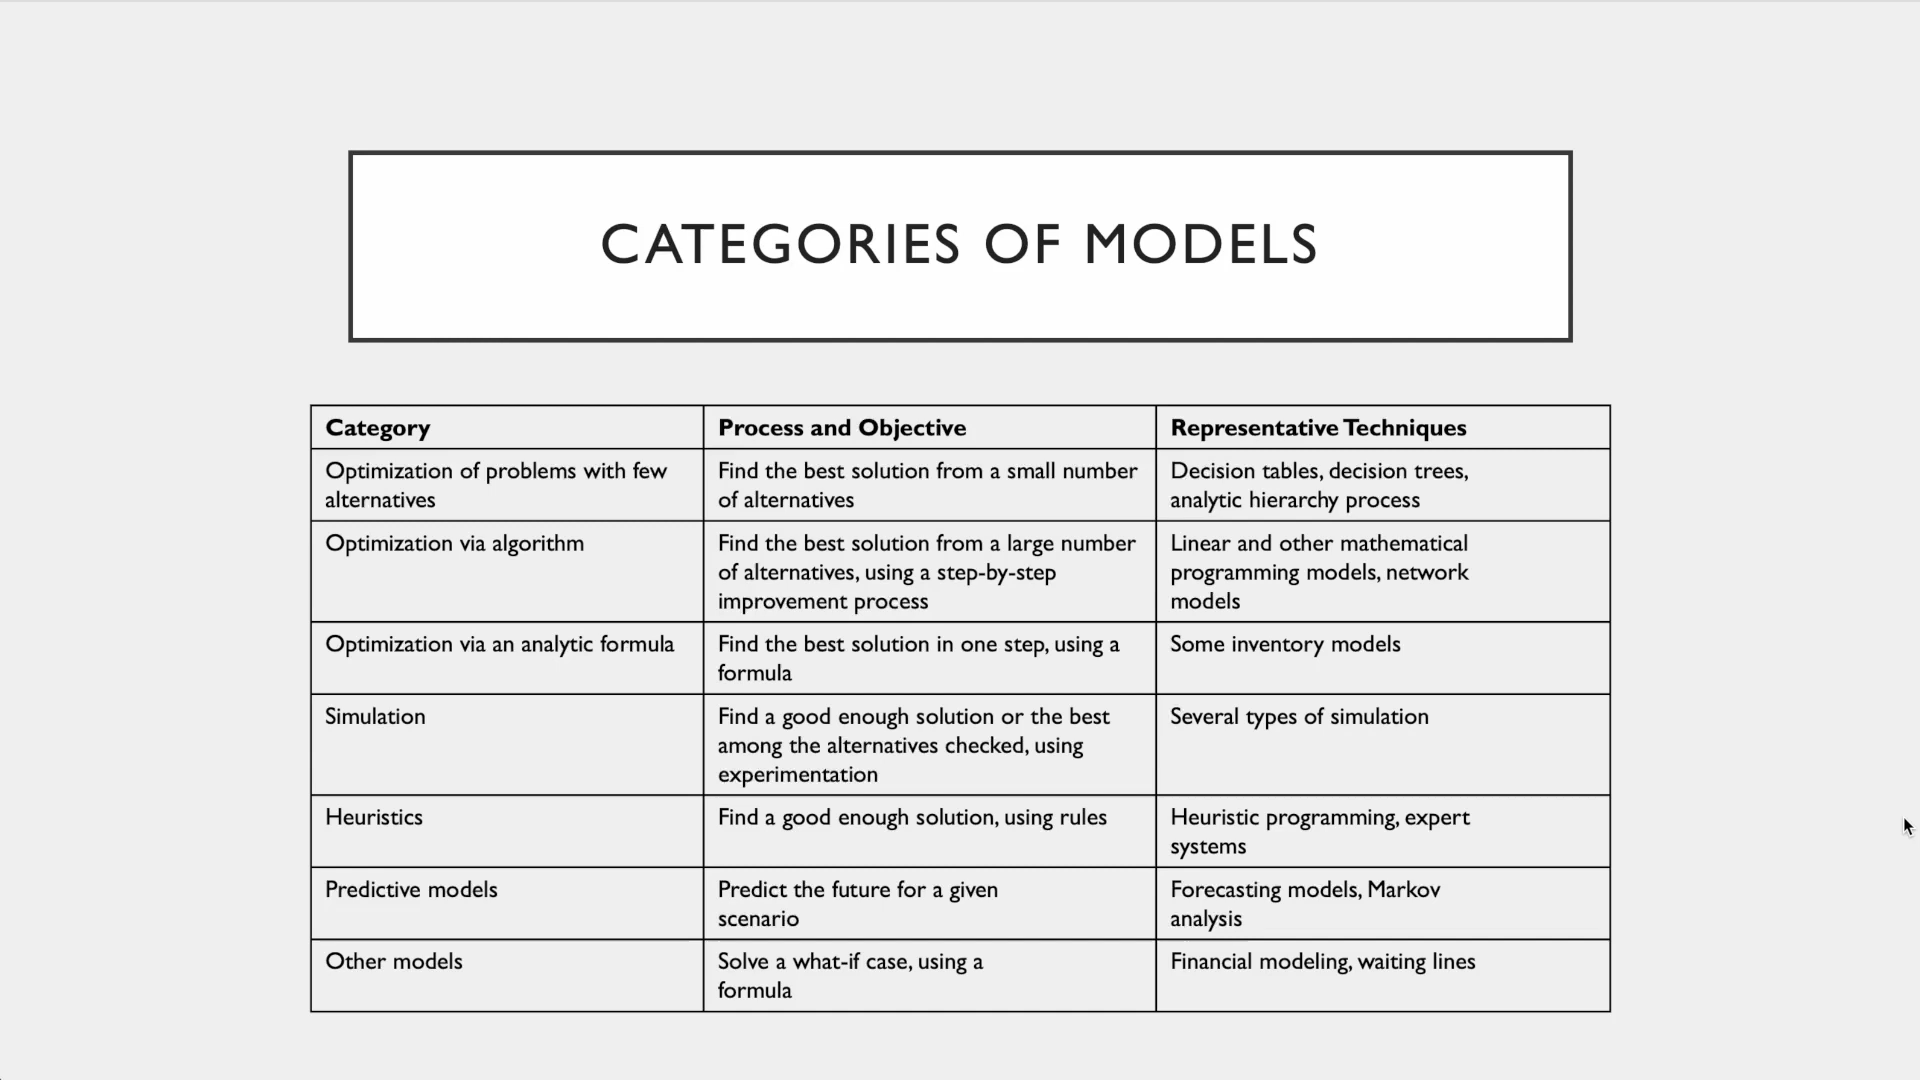 CATEGORIES OF MODELS
Category
Process and Objective
Representative Techniques
Optimization of problems with few
alternatives
Find the best solution from a small number
of alternatives
Decision tables, decision trees,
analytic hierarchy process
Optimization via algorithm
Find the best solution from a large number
of alternatives, using a step-by-step
improvement process
Linear and other mathematical
programming models, network
models
Optimization via an analytic formula
Find the best solution in one step, using a
formula
Some inventory models
Simulation
Find a good enough solution or the best
among the alternatives checked, using
experimentation
Several types of simulation
Heuristics
Find a good enough solution, using rules
Heuristic programming, expert
systems
Predictive models
Predict the future for a given
scenario
Forecasting models, Markov
analysis
Other models
Solve a what-if case, using a
formula
Financial modeling, waiting lines